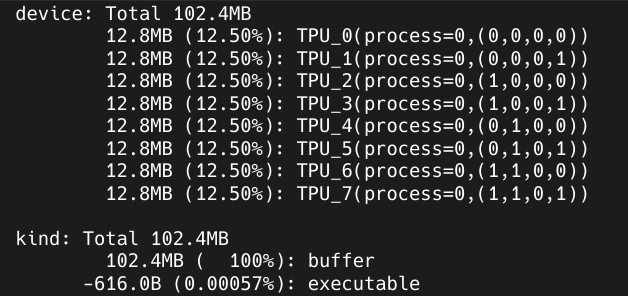 device: Total 102.4MB
12.8MB (12.50%): TPU_0(process=0,(0,0,0,0))
12.8MB (12.50%): TPU_1(process=0,(0,0,0,1))
12.8MB (12.50%): TPU_2(process=0,(1,0,0,0))
12.8MB (12.50%): TPU_3(process=0,(1,0,0,1))
12.8MB (12.50%): TPU_4(process=0,(0,1,0,0))
12.8MB (12.50%): TPU_5(process=0,(0,1,0,1))
12.8MB (12.50%): TPU_6(process=0,(1,1,0,0))
12.8MB (12.50%): TPU_7(process=0,(1,1,0,1))
kind: Total 102.4MB
102.4MB (  100%): buffer
-616.0B (0.00057%): executable